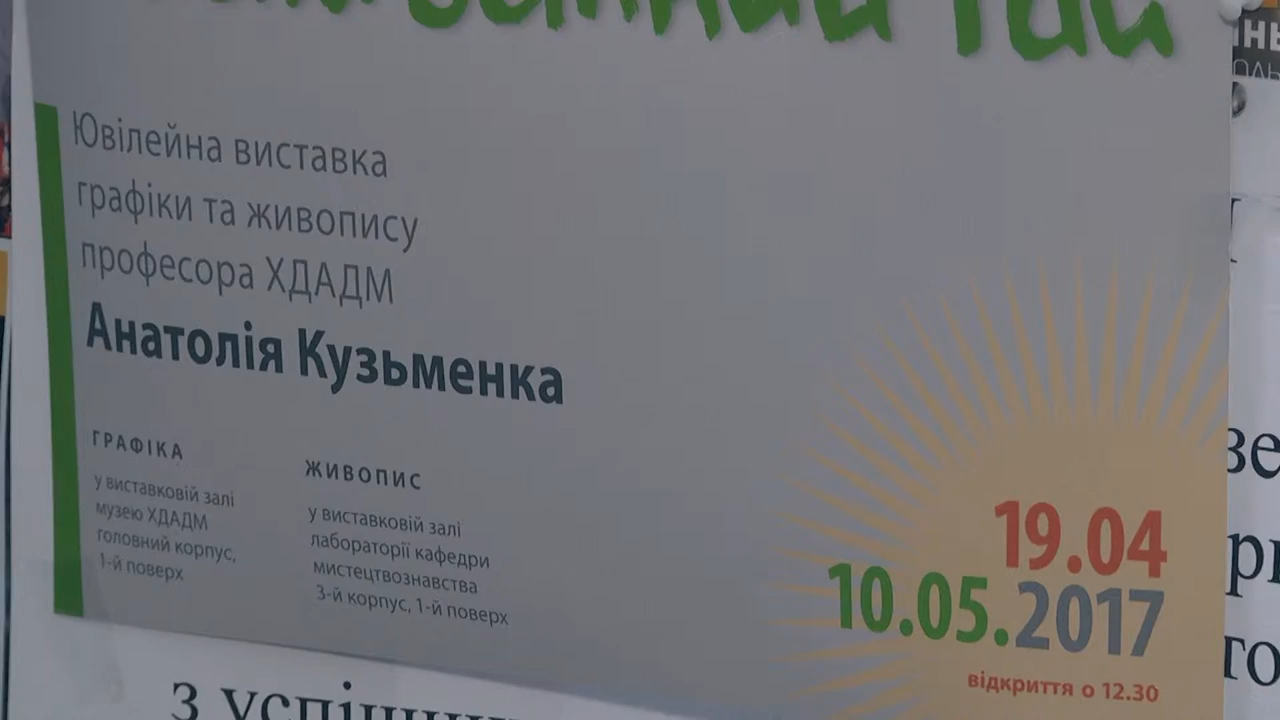 Ювілейна виставка
графіки та живопису
професора ХДАДМ
Анатолія Кузьменка
ГРАФІКА
у виставковій залі
музею ХДАДМ
головний корпус,
1-й поверх
ЖИВОПИС
у виставковій залі
лабораторії кафедри
мистецтвознавства
3-й корпус, 1-й поверх
19.04
10.05.2017
відкриття о 12.30
з